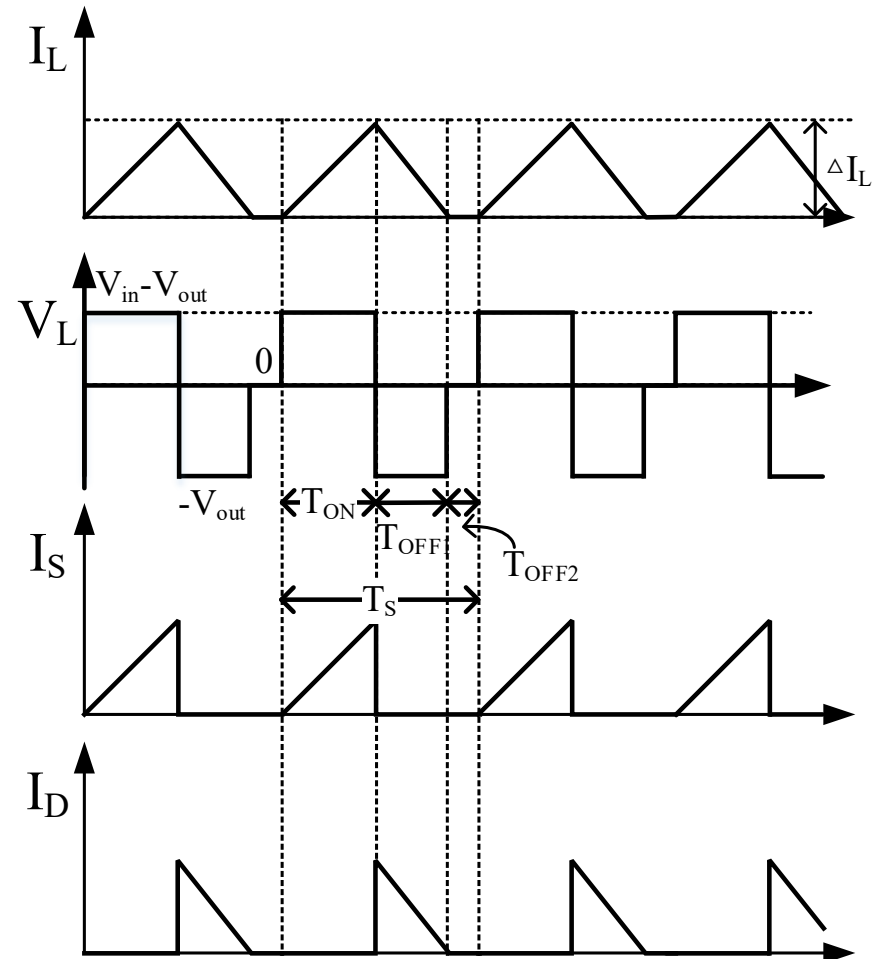 I_L
△I_L
V_in-V_out
V_L
0
-V_out
T_ON
T_OFF1
T_OFF2
I_S
T_S
I_D